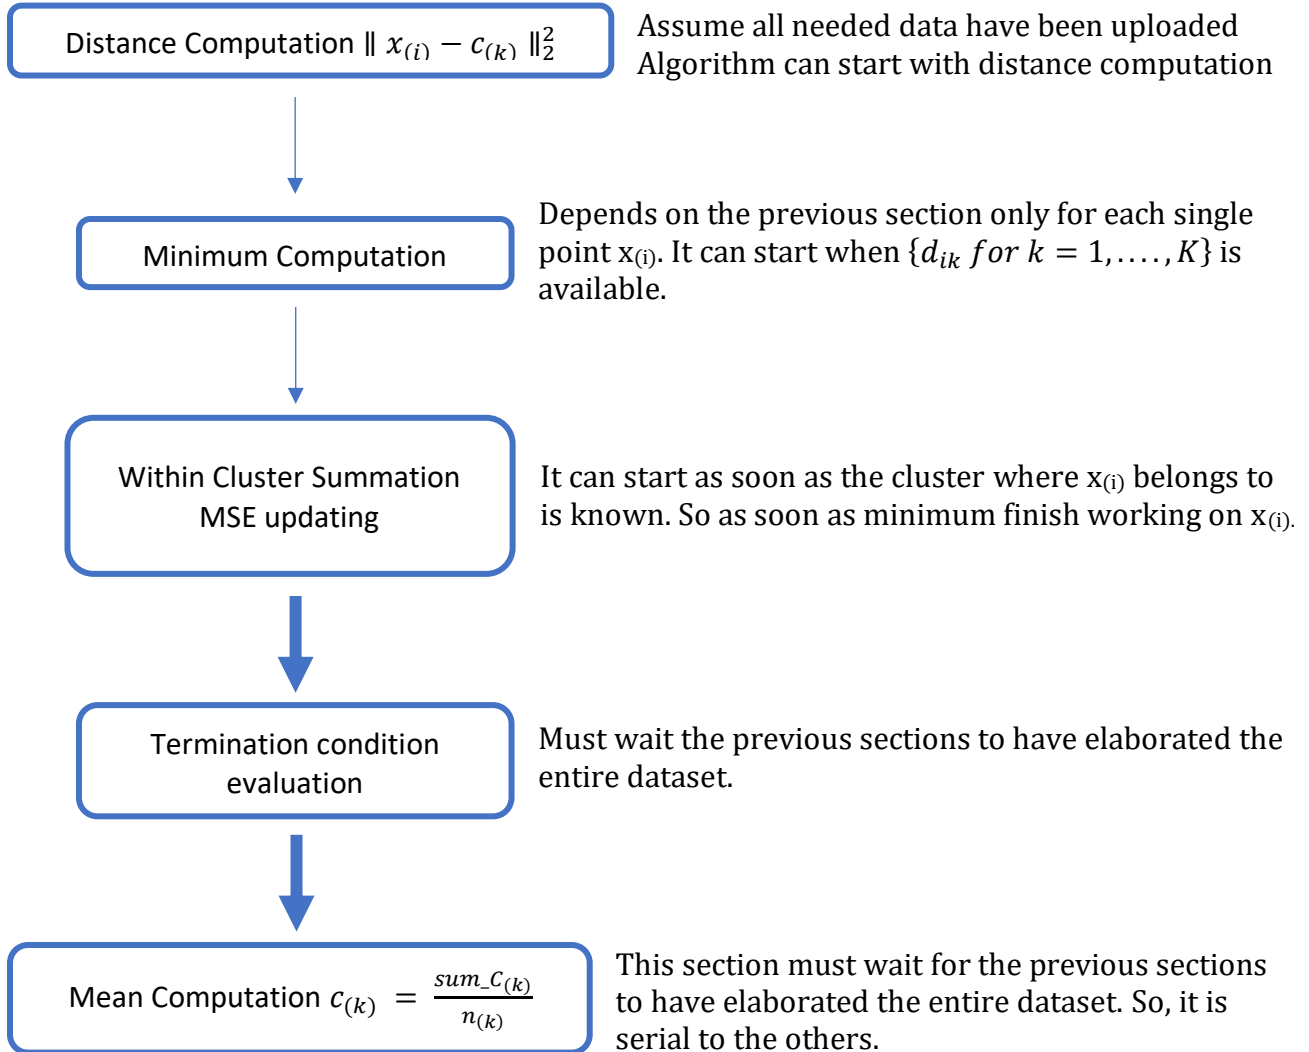 Distance Computation ∥ x₍ᵢ₎ − c₍ₖ₎ ∥₂²
Assume all needed data have been uploaded
Algorithm can start with distance computation
Minimum Computation
Depends on the previous section only for each single
point x₍ᵢ₎. It can start when {dᵢₖ for k = 1, . . . . , K} is
available.
Within Cluster Summation
MSE updating
It can start as soon as the cluster where x₍ᵢ₎ belongs to
is known. So as soon as minimum finish working on x₍ᵢ₎.
Termination condition
evaluation
Must wait the previous sections to have elaborated the
entire dataset.
Mean Computation c₍ₖ₎ = sum_C₍ₖ₎ / n₍ₖ₎
This section must wait for the previous sections
to have elaborated the entire dataset. So, it is
serial to the others.